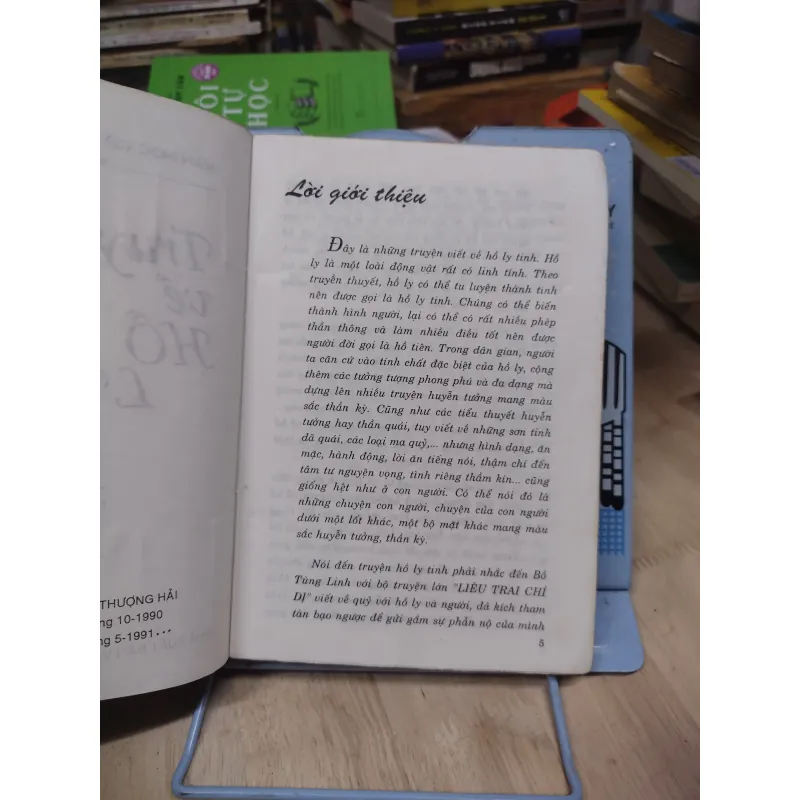 ÔI
TỰ
HỌC
THƯỢNG HẢI
ng 10-1990
ng 5-1991...
Lời giới thiệu
Đây là những truyện viết về hồ ly tinh. Hồ
ly là một loài động vật rất có linh tính. Theo
truyền thuyết, hồ ly có thể tu luyện thành tinh
nên được gọi là hồ ly tinh. Chúng có thể biến
thành hình người, lại có thể có rất nhiều phép
thần thông và làm nhiều điều tốt nên được
người đời gọi là hồ tiên. Trong dân gian, người
ta căn cứ vào tính chất đặc biệt của hồ ly, cộng
thêm các tưởng tượng phong phú và đa dạng mà
dựng lên nhiều truyện huyễn tưởng mang màu
sắc thần kỳ. Cũng như các tiểu thuyết huyễn
tưởng hay thần quái, tuy viết về những sơn tinh
dã quái, các loại ma quỷ,... nhưng hình dạng, ăn
mặc, hành động, lời ăn tiếng nói, thậm chí đến
tâm tư nguyện vọng, tình riêng thầm kín... cũng
giống hệt như ở con người. Có thể nói đó là
những chuyện con người, chuyện của con người
dưới một lốt khác, một bộ mặt khác mang màu
sắc huyễn tưởng, thần kỳ.
Nói đến truyện hồ ly tinh phải nhắc đến Bồ
Tùng Linh với bộ truyện lớn "LIÊU TRAI CHÍ
DỊ" viết về quỷ với hồ ly và người, đả kích tham
tàn bạo ngược để gửi gắm sự phẫn nộ của mình
5